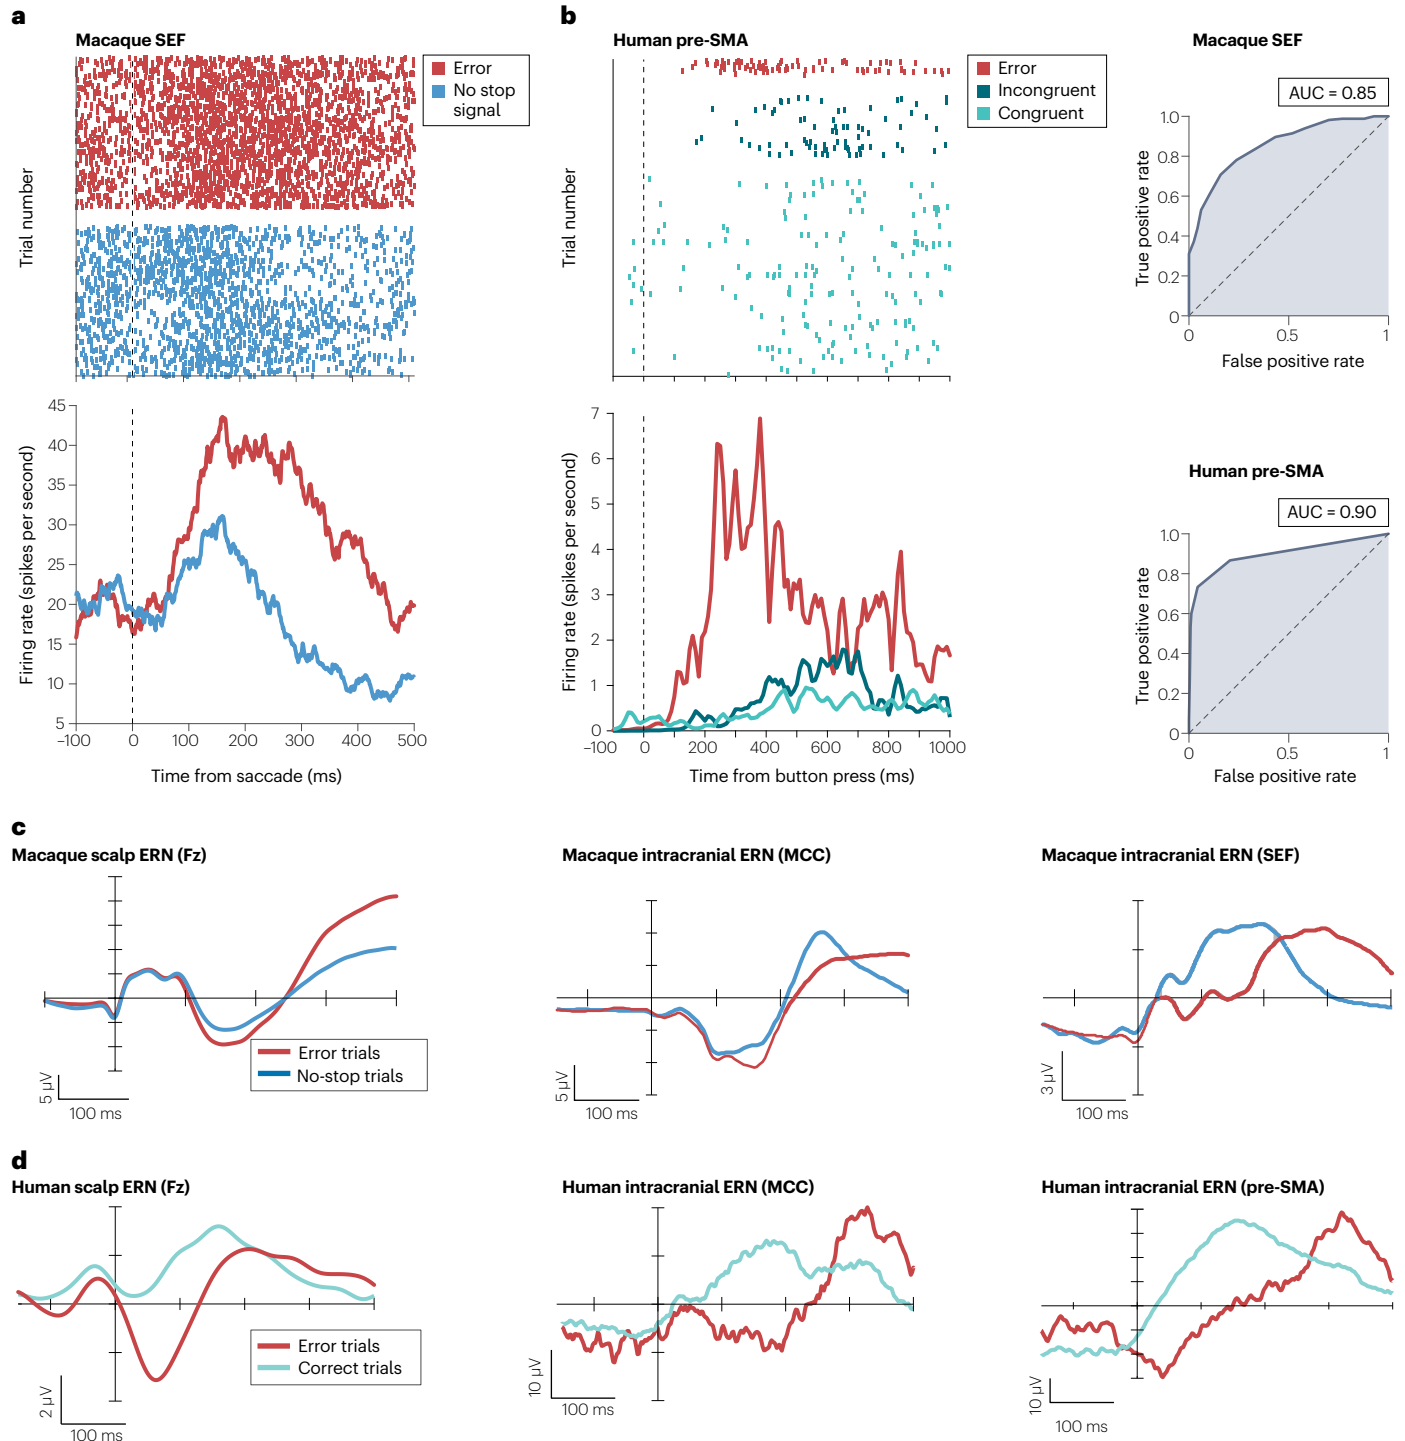 a
Macaque SEF
Error
No stop
signal
Trial number
45
40
35
30
25
20
15
10
5
Firing rate (spikes per second)
–100
0
100
200
300
400
500
Time from saccade (ms)
b
Human pre-SMA
Error
Incongruent
Congruent
Trial number
7
6
5
4
3
2
1
0
Firing rate (spikes per second)
–100
0
200
400
600
800
1000
Time from button press (ms)
Macaque SEF
AUC = 0.85
1.0
0.8
0.6
0.4
0.2
0
True positive rate
0
0.5
1
False positive rate
Human pre-SMA
AUC = 0.90
1.0
0.8
0.6
0.4
0.2
0
True positive rate
0
0.5
1
False positive rate
c
Macaque scalp ERN (Fz)
Error trials
No-stop trials
5 µV
100 ms
Macaque intracranial ERN (MCC)
5 µV
100 ms
Macaque intracranial ERN (SEF)
3 µV
100 ms
d
Human scalp ERN (Fz)
Error trials
Correct trials
2 µV
100 ms
Human intracranial ERN (MCC)
10 µV
100 ms
Human intracranial ERN (pre-SMA)
10 µV
100 ms